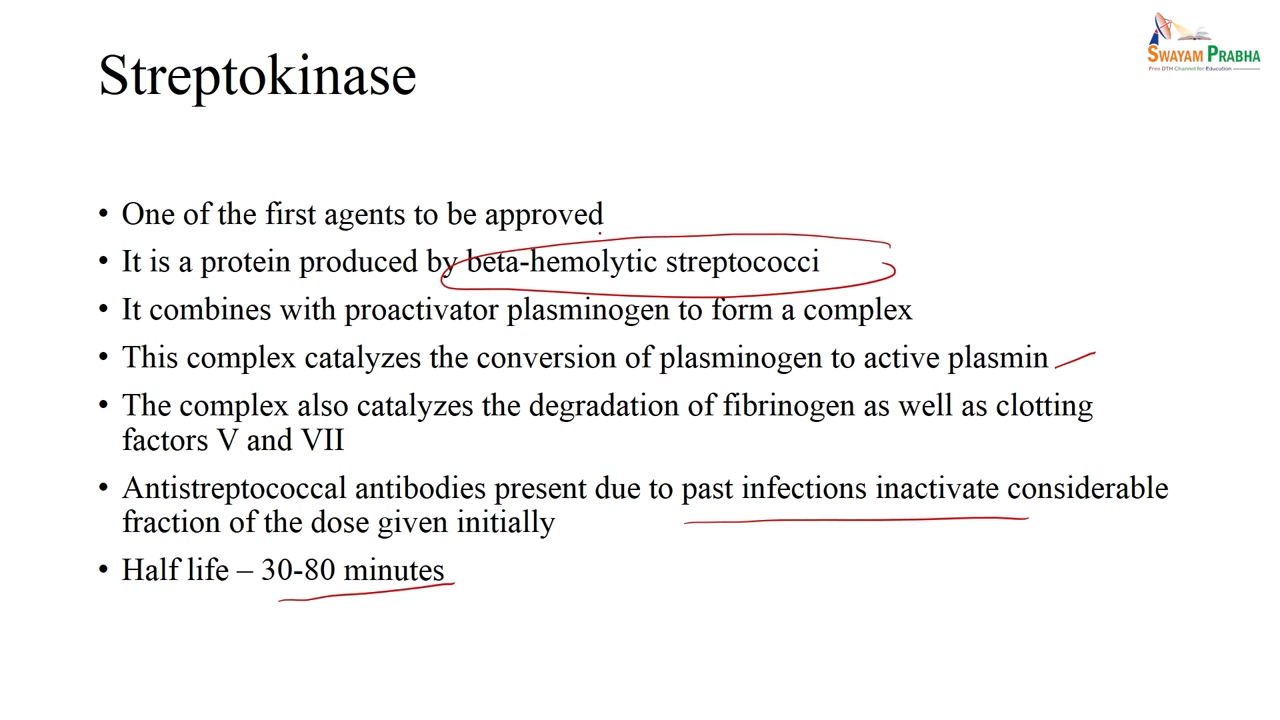 SWAYAM PRABHA
Free DTH Channel for Education
Streptokinase
• One of the first agents to be approved
• It is a protein produced by beta-hemolytic streptococci
• It combines with proactivator plasminogen to form a complex
• This complex catalyzes the conversion of plasminogen to active plasmin
• The complex also catalyzes the degradation of fibrinogen as well as clotting
factors V and VII
• Antistreptococcal antibodies present due to past infections inactivate considerable
fraction of the dose given initially
• Half life – 30-80 minutes